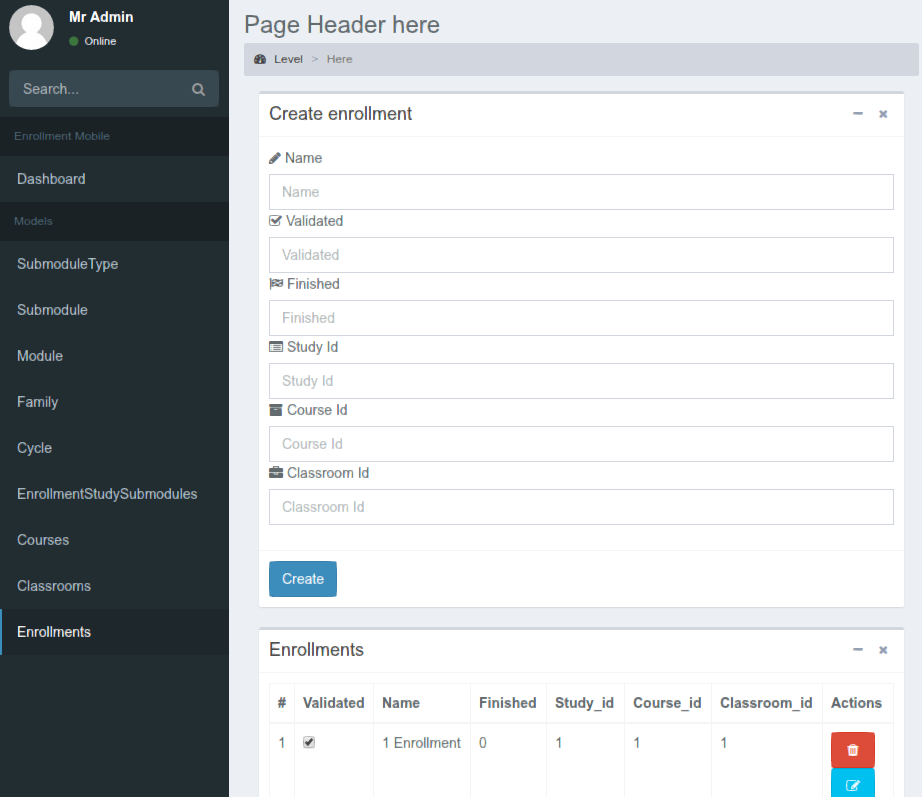 Mr Admin
Online
Search...
Enrollment Mobile
Dashboard
Models
SubmoduleType
Submodule
Module
Family
Cycle
EnrollmentStudySubmodules
Courses
Classrooms
Enrollments
Page Header here
Level > Here
Create enrollment
Name
Name
Validated
Validated
Finished
Finished
Study Id
Study Id
Course Id
Course Id
Classroom Id
Classroom Id
Create
Enrollments
# Validated Name Finished Study_id Course_id Classroom_id Actions
1 1 Enrollment 0 1 1 1